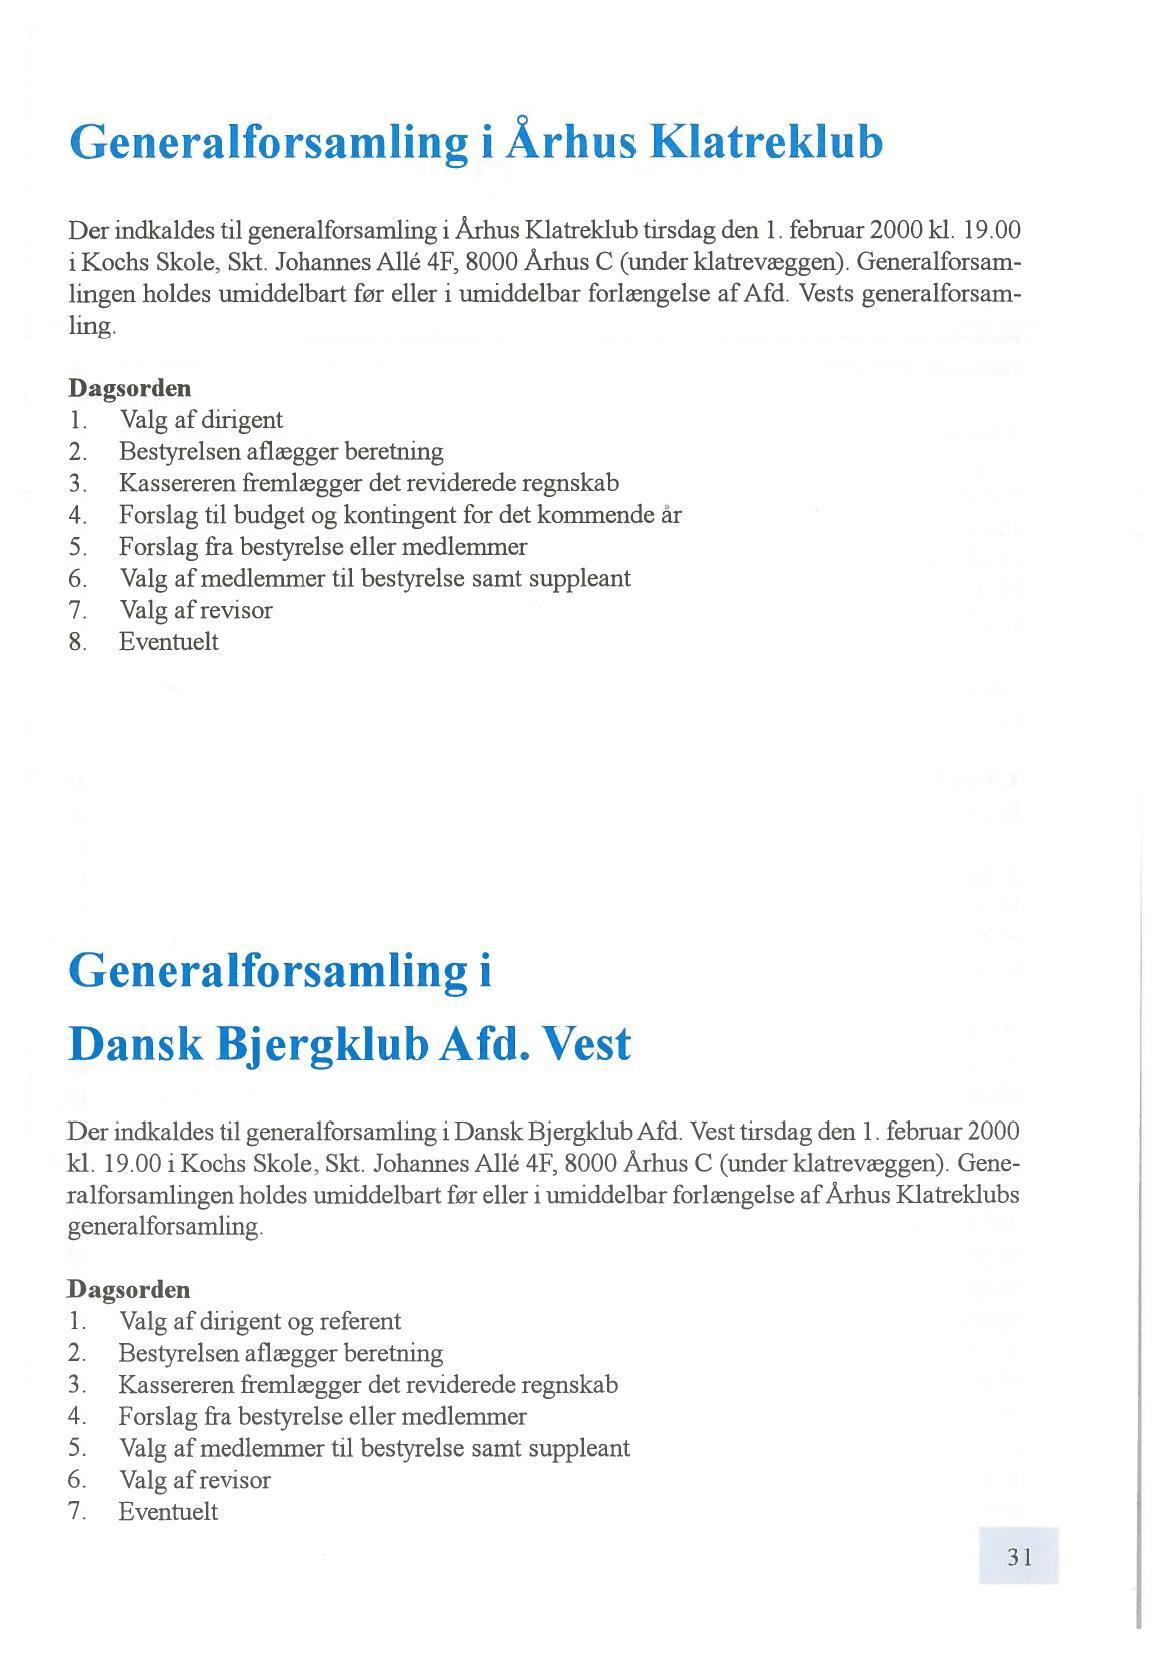 Generalforsamling i Århus Klatreklub
Der indkaldes til generalforsamling i Århus Klatreklub tirsdag den 1. februar 2000 kl. 19.00
i Kochs Skole, Skt. Johannes Allé 4F, 8000 Århus C (under klatrevæggen). Generalforsam-
lingen holdes umiddelbart før eller i umiddelbar forlængelse af Afd. Vests generalforsam-
ling.
Dagsorden
1. Valg af dirigent
2. Bestyrelsen aflægger beretning
3. Kassereren fremlægger det reviderede regnskab
4. Forslag til budget og kontingent for det kommende år
5. Forslag fra bestyrelse eller medlemmer
6. Valg af medlemmer til bestyrelse samt suppleant
7. Valg af revisor
8. Eventuelt
Generalforsamling i
Dansk Bjergklub Afd. Vest
Der indkaldes til generalforsamling i Dansk Bjergklub Afd. Vest tirsdag den 1. februar 2000
kl. 19.00 i Kochs Skole, Skt. Johannes Allé 4F, 8000 Århus C (under klatrevæggen). Gene-
ralforsamlingen holdes umiddelbart før eller i umiddelbar forlængelse af Århus Klatreklubs
generalforsamling.
Dagsorden
1. Valg af dirigent og referent
2. Bestyrelsen aflægger beretning
3. Kassereren fremlægger det reviderede regnskab
4. Forslag fra bestyrelse eller medlemmer
5. Valg af medlemmer til bestyrelse samt suppleant
6. Valg af revisor
7. Eventuelt
31